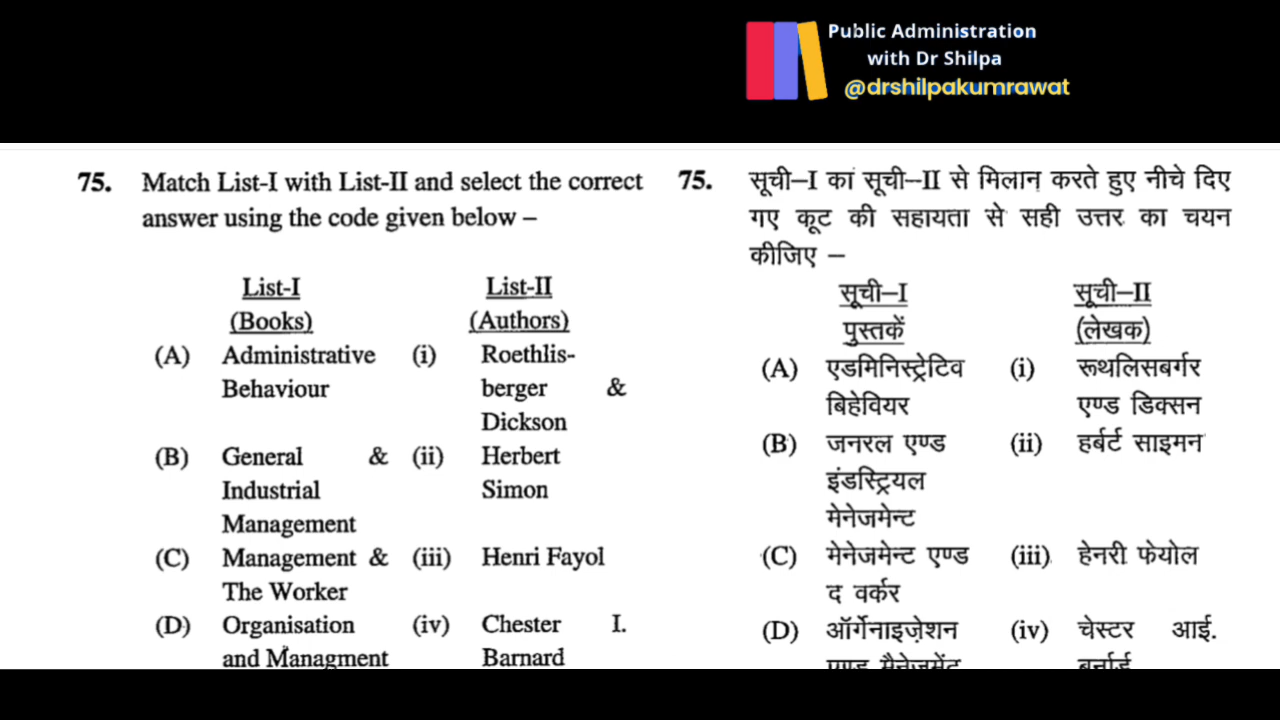 Public Administration
with Dr Shilpa
@drshilpakumrawat
75. Match List-I with List-II and select the correct
answer using the code given below –
List-I List-II
(Books) (Authors)
(A) Administrative (i) Roethlis-
Behaviour berger &
Dickson
(B) General & (ii) Herbert
Industrial Simon
Management
(C) Management & (iii) Henri Fayol
The Worker
(D) Organisation (iv) Chester I.
and Managment Barnard
75. सूची–I का सूची–II से मिलान करते हुए नीचे दिए
गए कूट की सहायता से सही उत्तर का चयन
कीजिए –
सूची–I सूची–II
पुस्तकें (लेखक)
(A) एडमिनिस्ट्रेटिव (i) रूथलिसबर्गर
बिहेवियर एण्ड डिक्सन
(B) जनरल एण्ड (ii) हर्बर्ट साइमन
इंडस्ट्रियल
मेनेजमेन्ट
(C) मेनेजमेन्ट एण्ड (iii) हेनरी फेयोल
द वर्कर
(D) ऑर्गेनाइज़ेशन (iv) चेस्टर आई.
एण्ड मैनेजमेंट बर्नार्ड